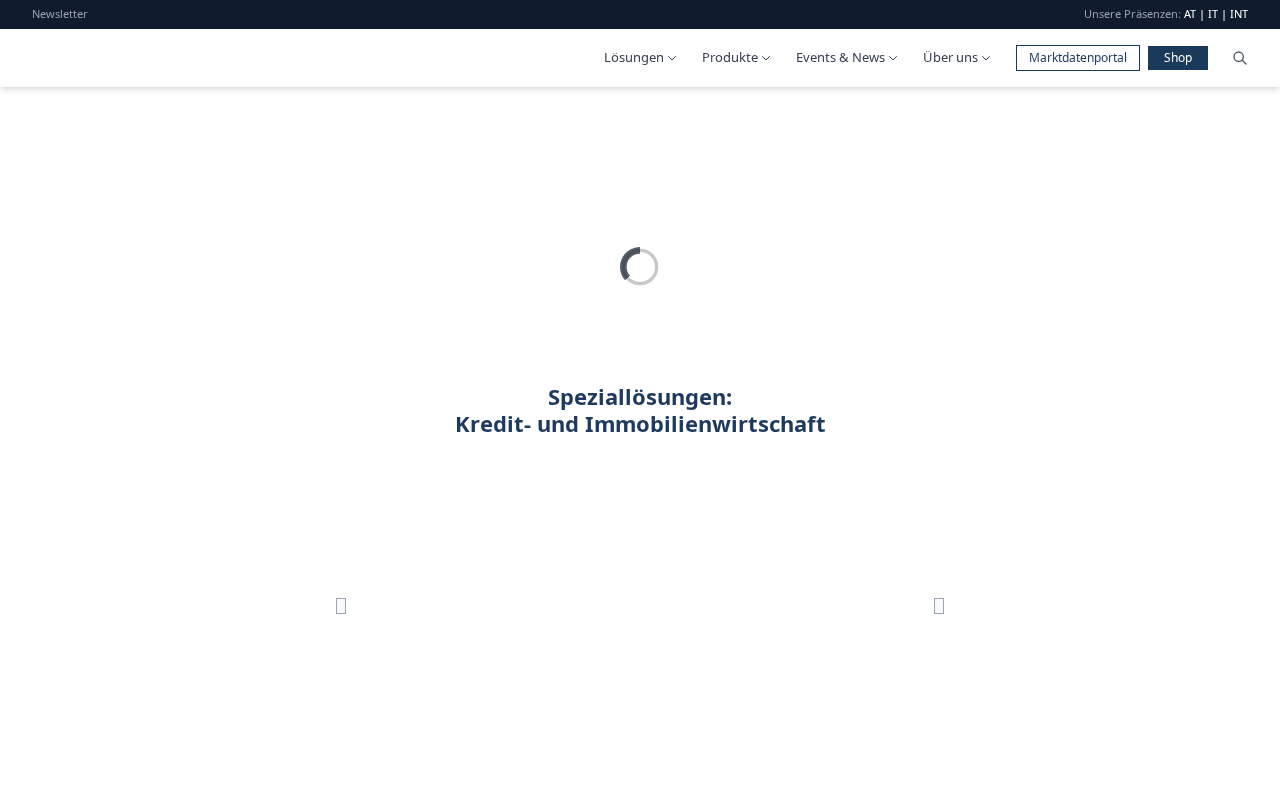 Newsletter
Unsere Präsenzen: AT | IT | INT
Lösungen
Produkte
Events & News
Über uns
Marktdatenportal
Shop
Speziallösungen:
Kredit- und Immobilienwirtschaft